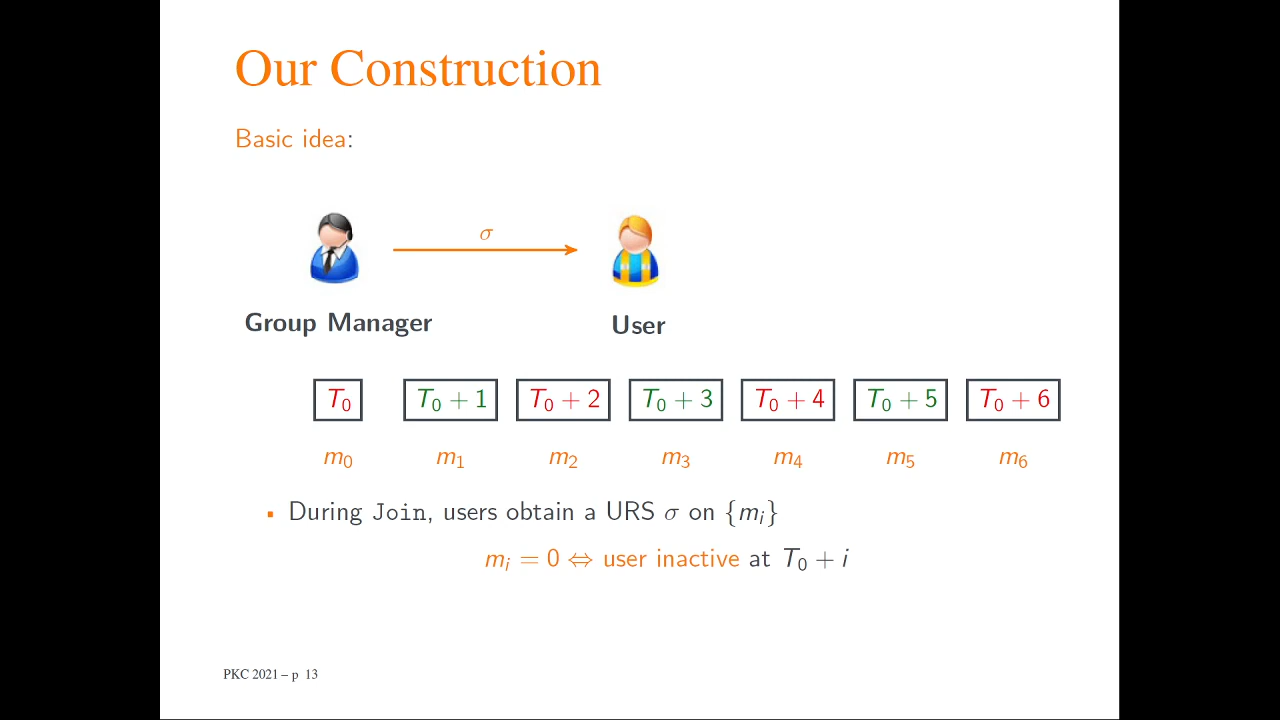 Our Construction
Basic idea:
σ
Group Manager User
T₀ T₀ + 1 T₀ + 2 T₀ + 3 T₀ + 4 T₀ + 5 T₀ + 6
m₀ m₁ m₂ m₃ m₄ m₅ m₆
▪ During Join, users obtain a URS σ on {mᵢ}
mᵢ = 0 ⇔ user inactive at T₀ + i
PKC 2021 – p 13